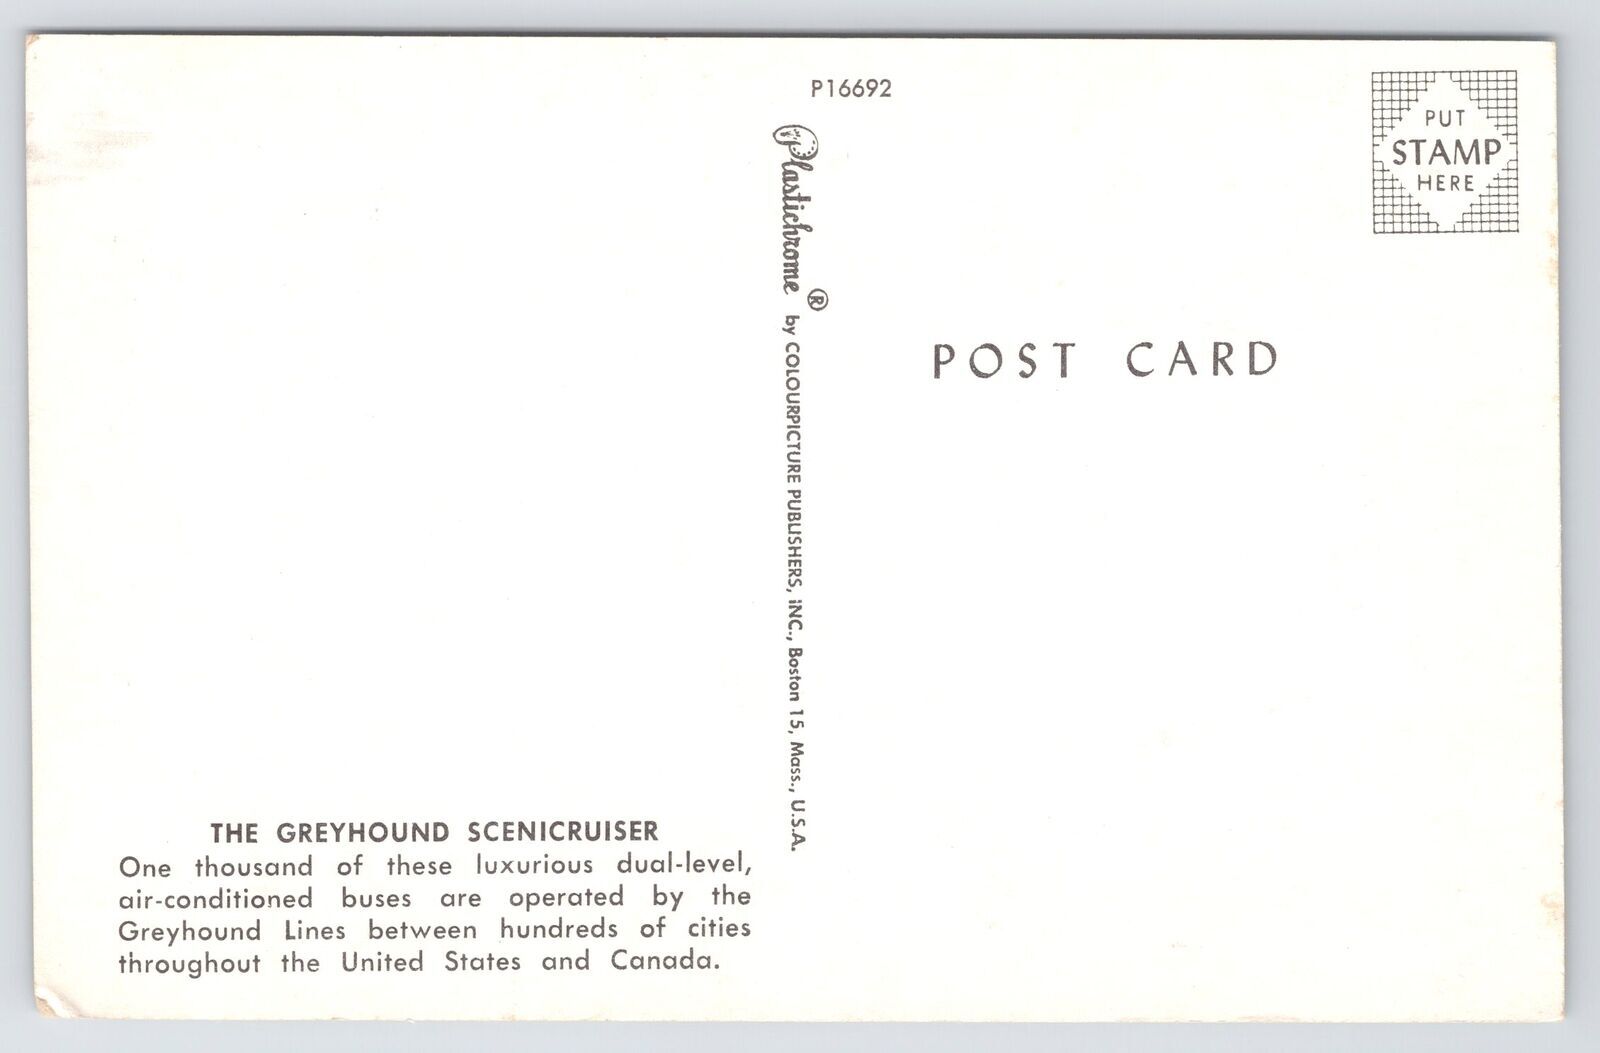 THE GREYHOUND SCENICRUISER
One thousand of these luxurious dual-level,
air-conditioned buses are operated by the
Greyhound Lines between hundreds of cities
throughout the United States and Canada.
P16692
Plastichrome ® by COLOURPICTURE PUBLISHERS, INC., Boston 15, Mass., U.S.A.
PUT
STAMP
HERE
POST CARD